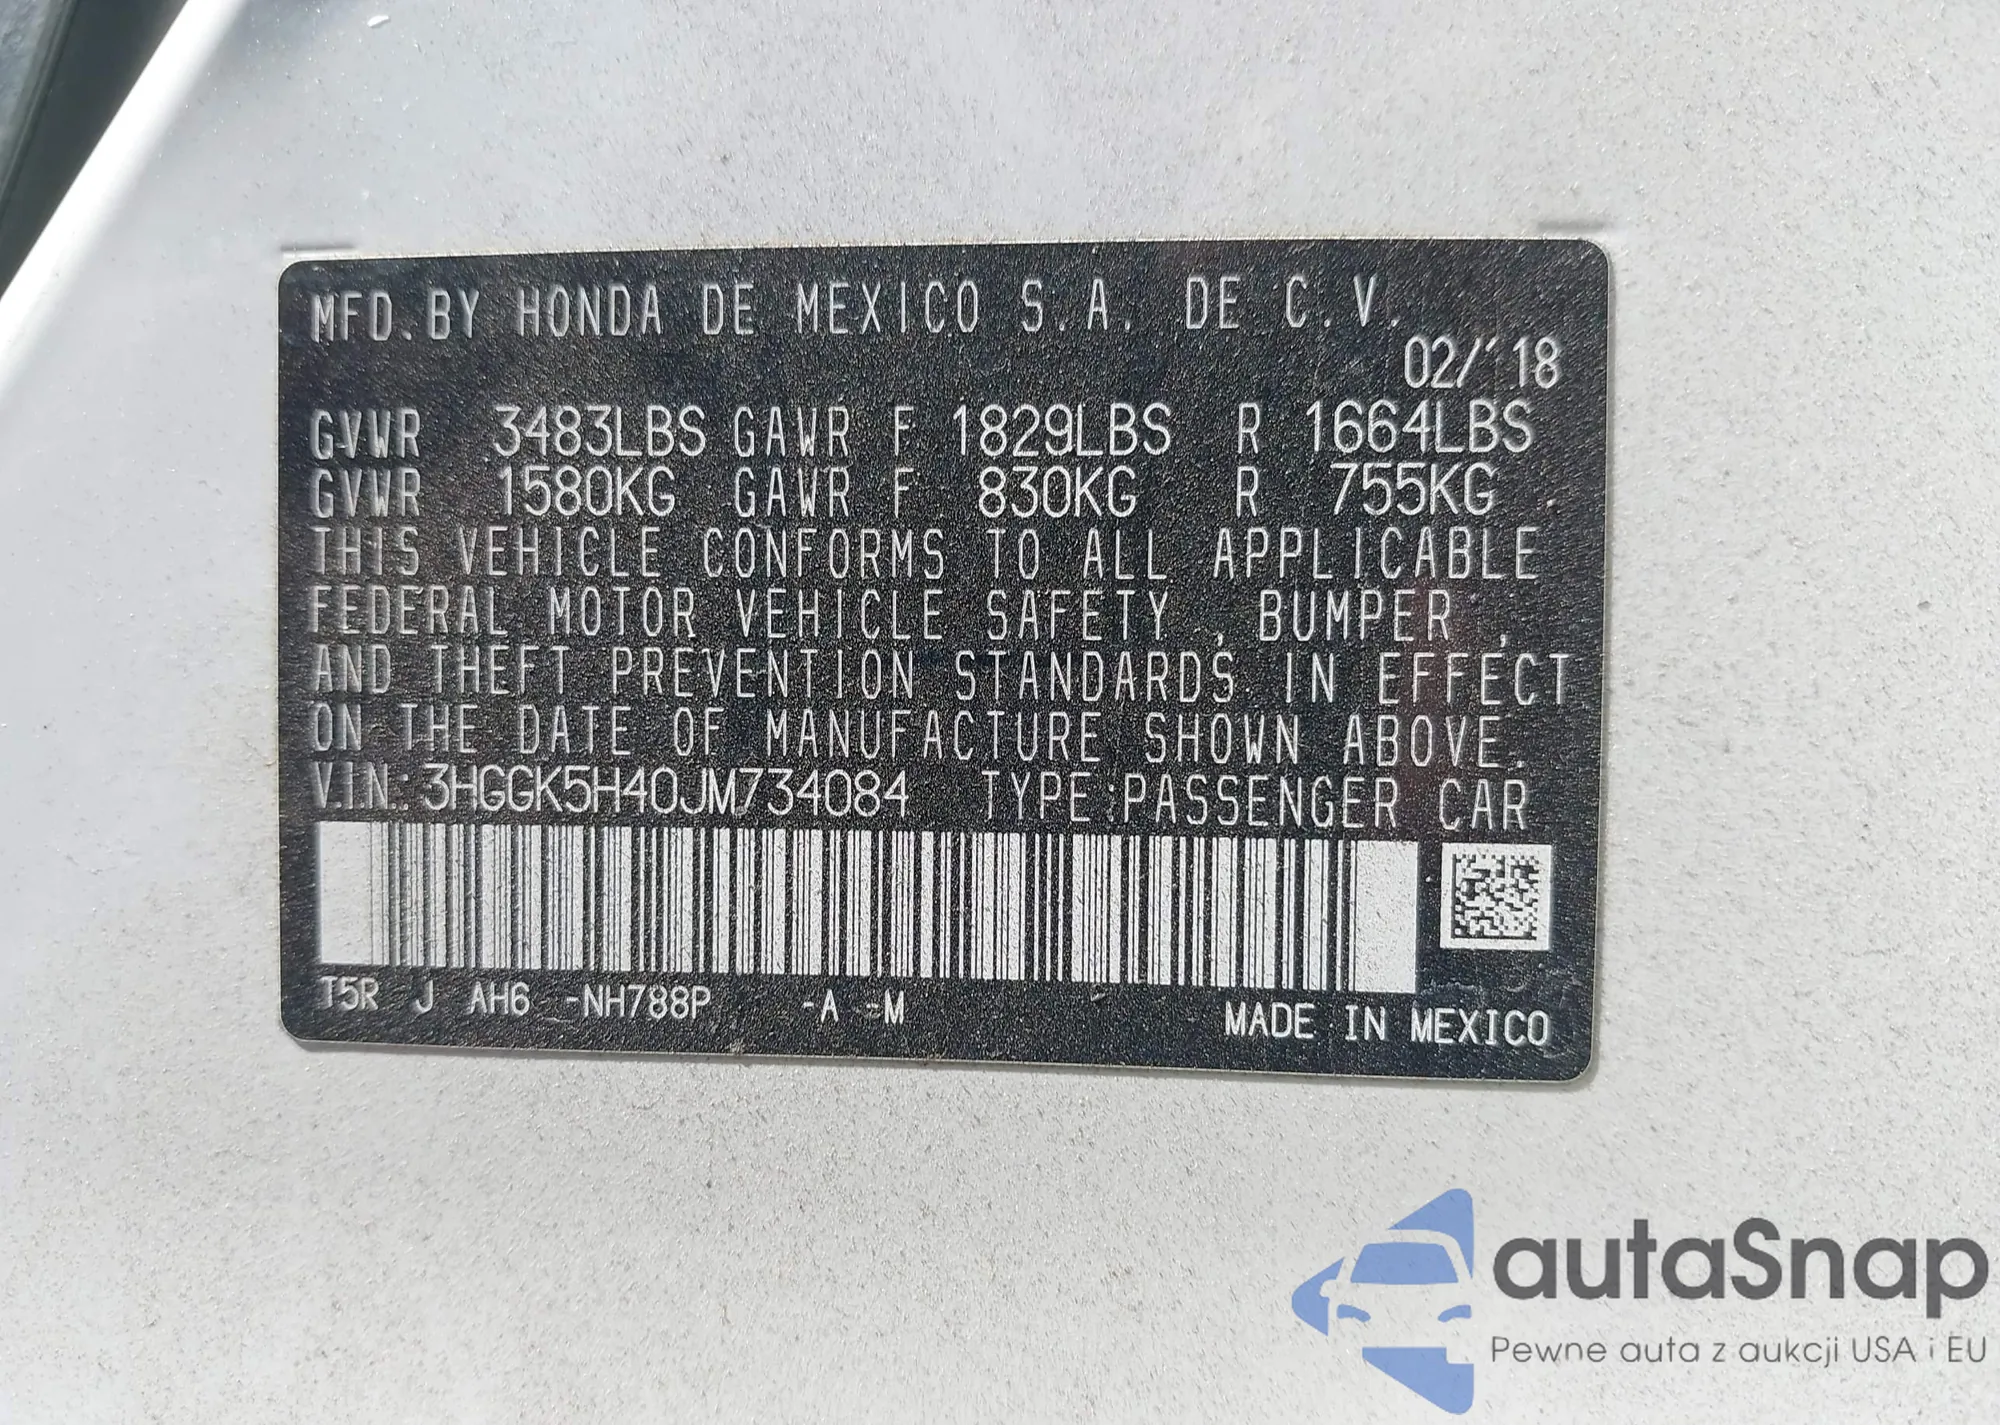 MFD. BY HONDA DE MEXICO S.A. DE C.V.
02/'18
GVWR 3483LBS GAWR F 1829LBS R 1664LBS
GVWR 1580KG GAWR F 830KG R 755KG
THIS VEHICLE CONFORMS TO ALL APPLICABLE
FEDERAL MOTOR VEHICLE SAFETY , BUMPER ,
AND THEFT PREVENTION STANDARDS IN EFFECT
ON THE DATE OF MANUFACTURE SHOWN ABOVE.
V.I.N.: 3HGGK5H40JM734084 TYPE:PASSENGER CAR
T5R J AH6 -NH788P -A -M
MADE IN MEXICO
autaSnap
Pewne auta z aukcji USA i EU